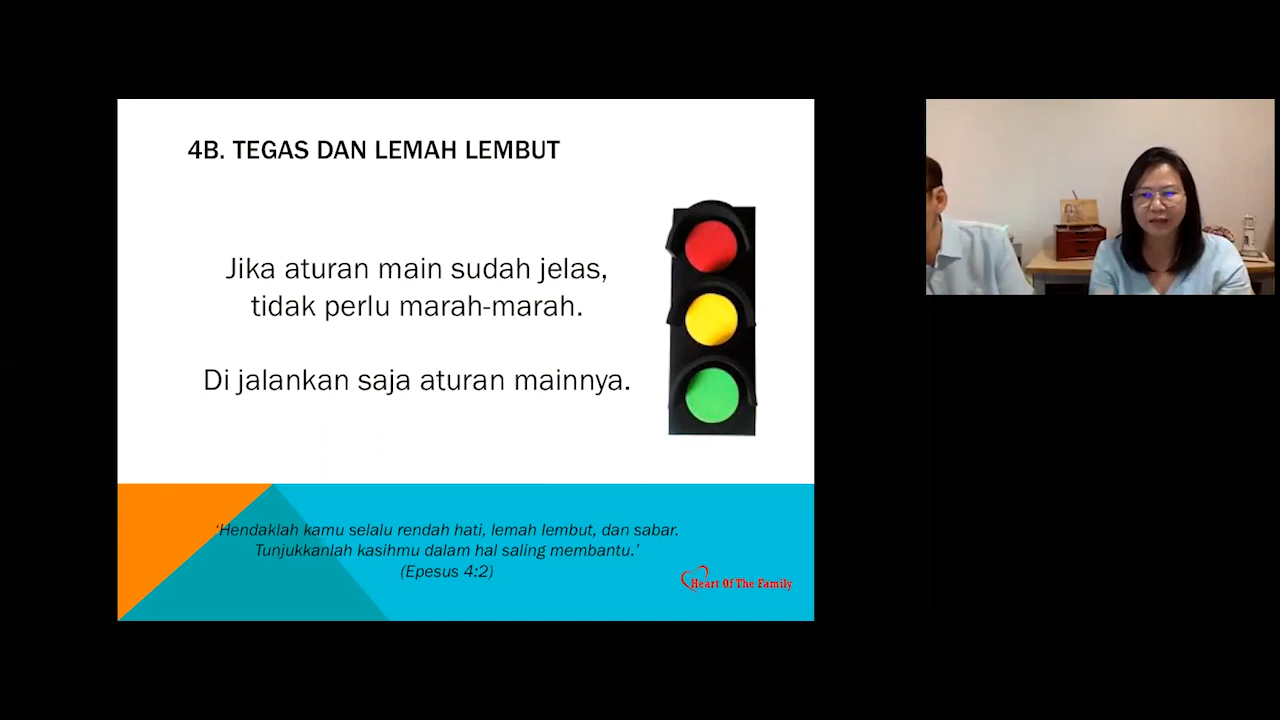 4B. TEGAS DAN LEMAH LEMBUT
Jika aturan main sudah jelas,
tidak perlu marah-marah.
Di jalankan saja aturan mainnya.
‘Hendaklah kamu selalu rendah hati, lemah lembut, dan sabar.
Tunjukkanlah kasihmu dalam hal saling membantu.’
(Epesus 4:2)
Heart Of The Family